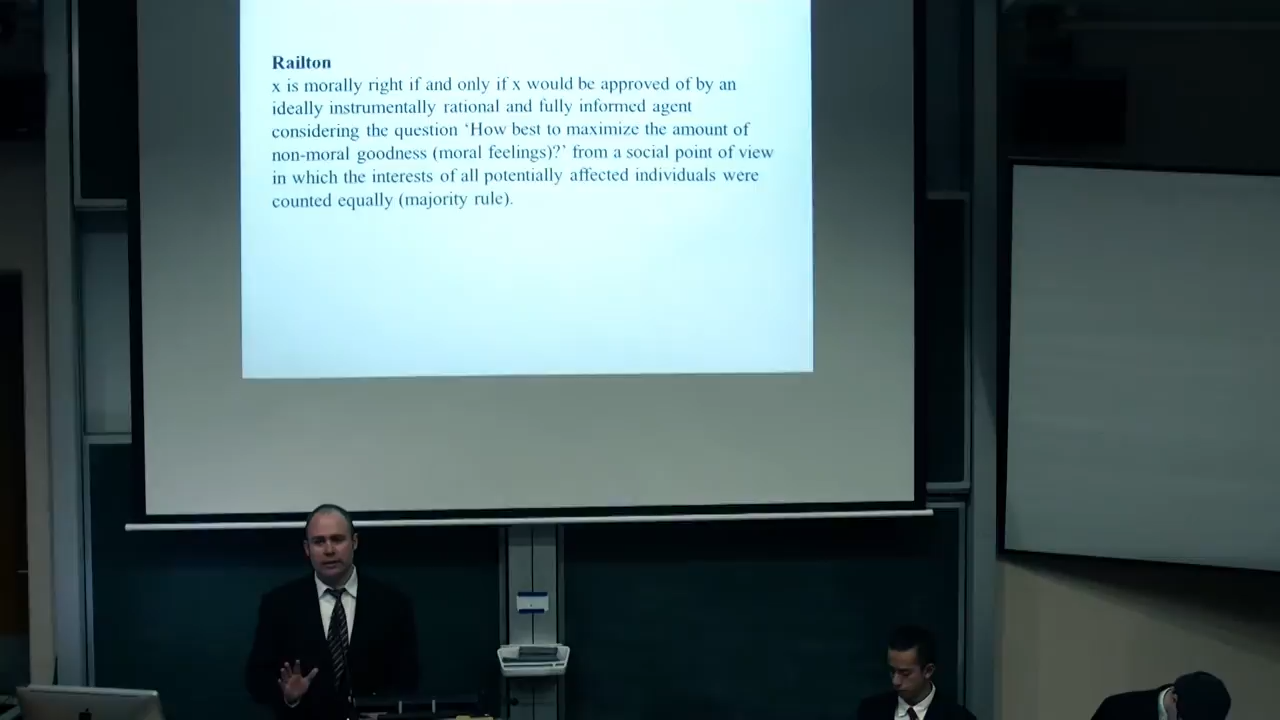 Railton
x is morally right if and only if x would be approved of by an
ideally instrumentally rational and fully informed agent
considering the question ‘How best to maximize the amount of
non-moral goodness (moral feelings)?’ from a social point of view
in which the interests of all potentially affected individuals were
counted equally (majority rule).